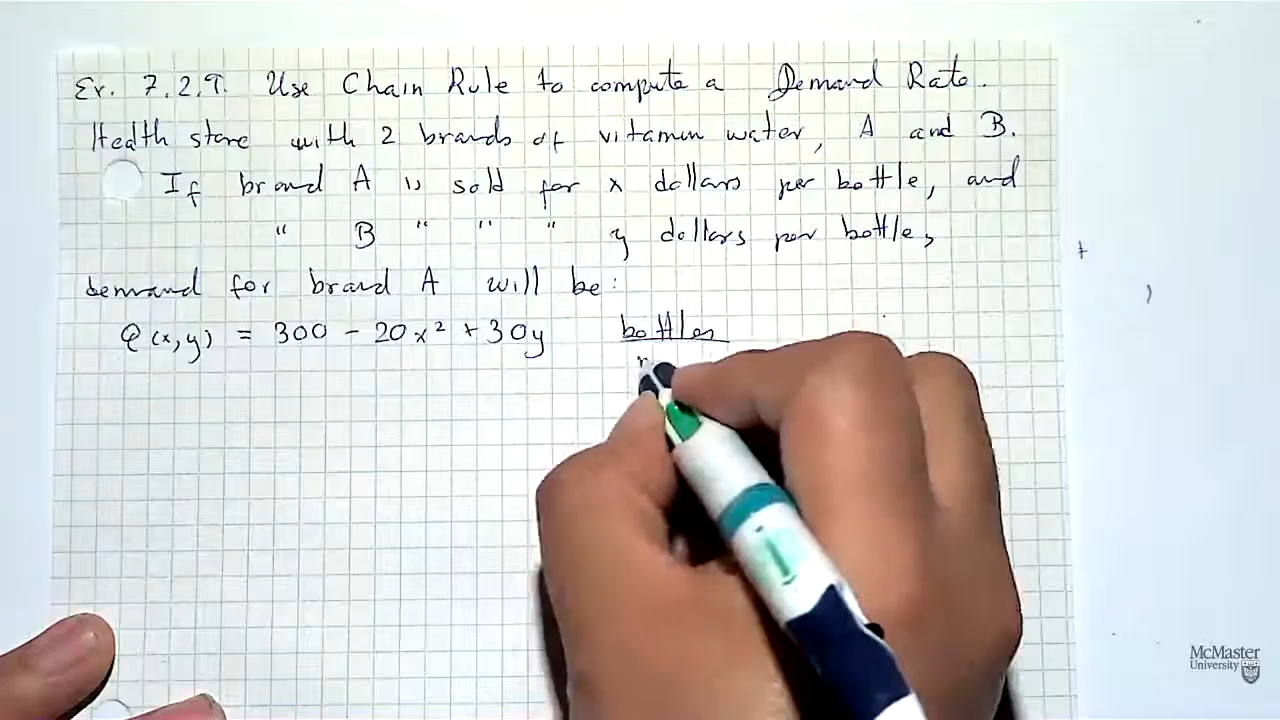 Ex. 7.2.9. Use Chain Rule to compute a Demand Rate.
Health store with 2 brands of vitamin water, A and B.
If brand A is sold for x dollars per bottle, and
" B " " " y dollars per bottle,
demand for brand A will be:
Q(x,y) = 300 - 20x² + 30y bottles
McMaster
University